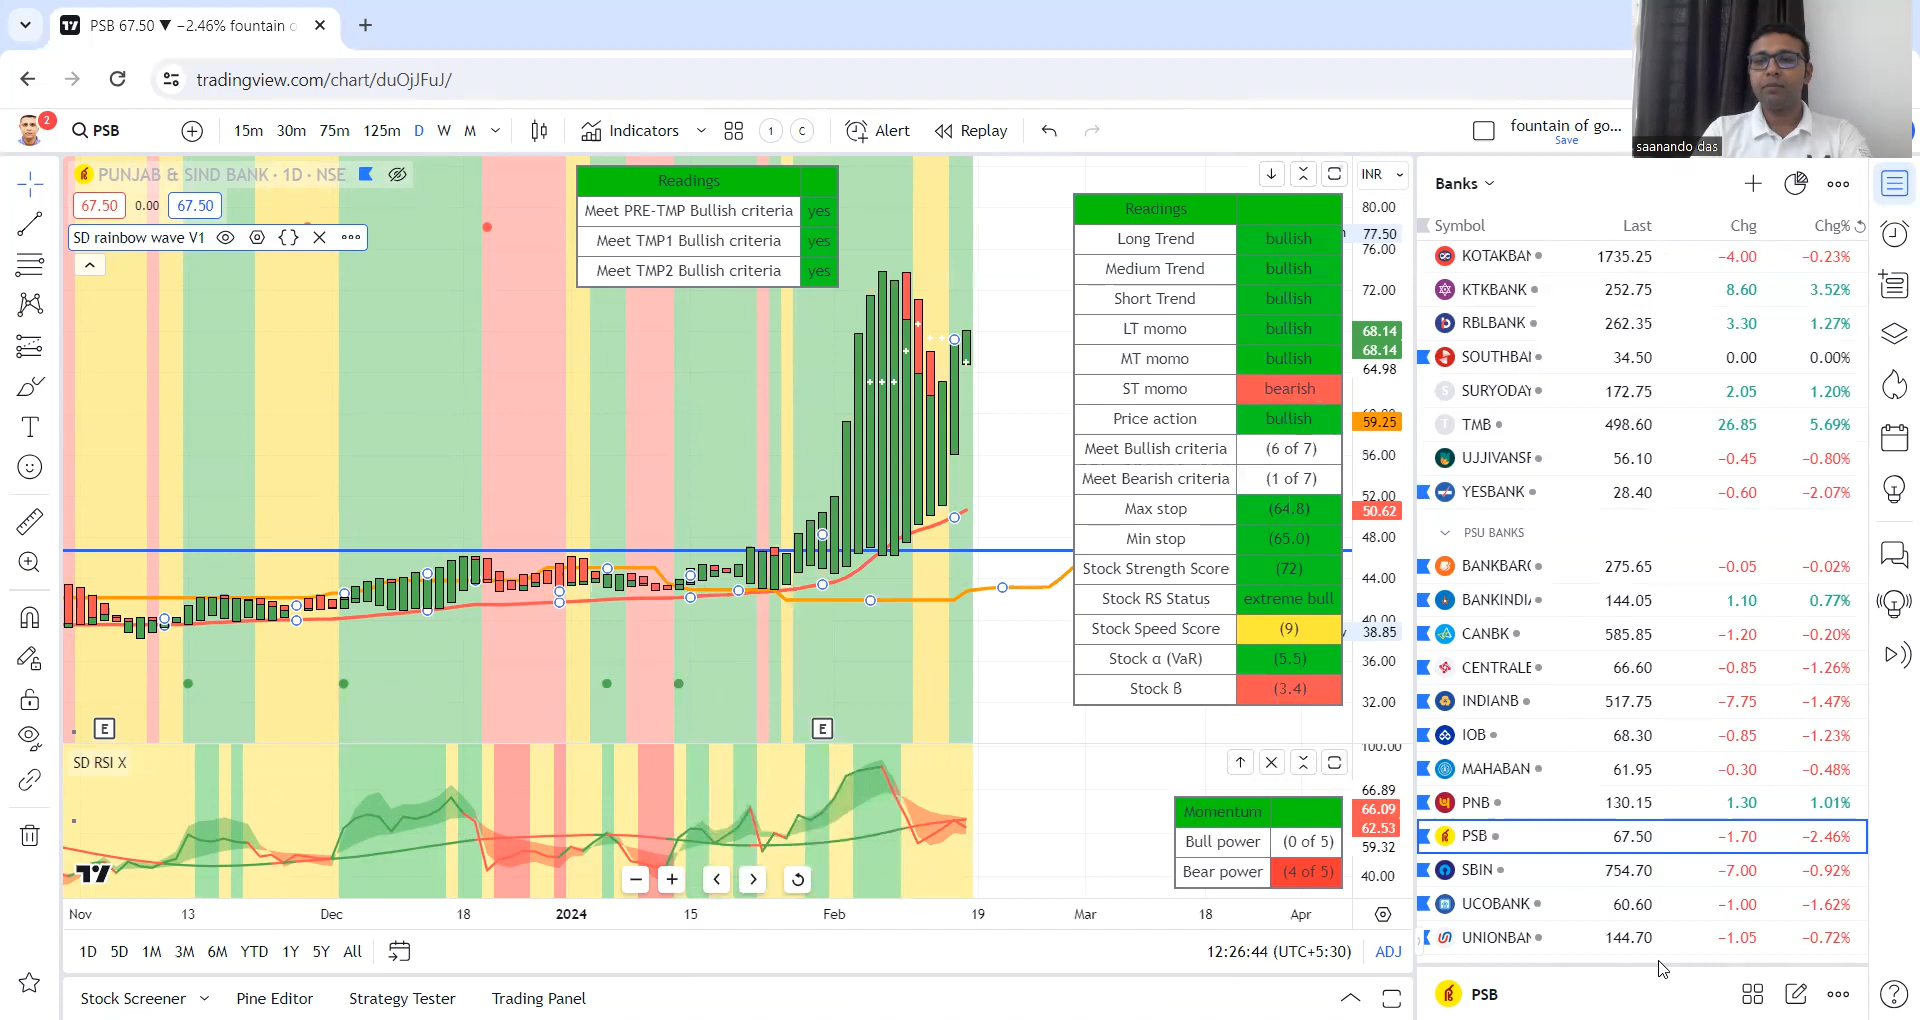 PSB 67.50 ▼ −2.46% fountain o
tradingview.com/chart/duOjJFuJ/
2
PSB
15m 30m 75m 125m D W M
Indicators
1 C
Alert
Replay
fountain of go...
Save
saanando das
PUNJAB & SIND BANK · 1D · NSE
67.50 0.00 67.50
SD rainbow wave V1
Readings
Meet PRE-TMP Bullish criteria yes
Meet TMP1 Bullish criteria yes
Meet TMP2 Bullish criteria yes
Readings
Long Trend bullish
Medium Trend bullish
Short Trend bullish
LT momo bullish
MT momo bullish
ST momo bearish
Price action bullish
Meet Bullish criteria (6 of 7)
Meet Bearish criteria (1 of 7)
Max stop (64.8)
Min stop (65.0)
Stock Strength Score (72)
Stock RS Status extreme bull
Stock Speed Score (9)
Stock α (VaR) (5.5)
Stock ß (3.4)
INR
80.00
77.50
76.00
72.00
68.14
68.14
64.98
59.25
56.00
52.00
50.62
48.00
44.00
40.00
38.85
36.00
32.00
E
E
SD RSI X
Momentum
Bull power (0 of 5)
Bear power (4 of 5)
100.00
66.89
66.09
62.53
59.32
40.00
Nov 13 Dec 18 2024 15 Feb 19 Mar 18 Apr
1D 5D 1M 3M 6M YTD 1Y 5Y All
12:26:44 (UTC+5:30) ADJ
Stock Screener Pine Editor Strategy Tester Trading Panel
Banks
Symbol Last Chg Chg%
KOTAKBAN 1735.25 −4.00 −0.23%
KTKBANK 252.75 8.60 3.52%
RBLBANK 262.35 3.30 1.27%
SOUTHBAN 34.50 0.00 0.00%
SURYODAY 172.75 2.05 1.20%
TMB 498.60 26.85 5.69%
UJJIVANSF 56.10 −0.45 −0.80%
YESBANK 28.40 −0.60 −2.07%
PSU BANKS
BANKBARO 275.65 −0.05 −0.02%
BANKINDIA 144.05 1.10 0.77%
CANBK 585.85 −1.20 −0.20%
CENTRALB 66.60 −0.85 −1.26%
INDIANB 517.75 −7.75 −1.47%
IOB 68.30 −0.85 −1.23%
MAHABAN 61.95 −0.30 −0.48%
PNB 130.15 1.30 1.01%
PSB 67.50 −1.70 −2.46%
SBIN 754.70 −7.00 −0.92%
UCOBANK 60.60 −1.00 −1.62%
UNIONBAN 144.70 −1.05 −0.72%
PSB